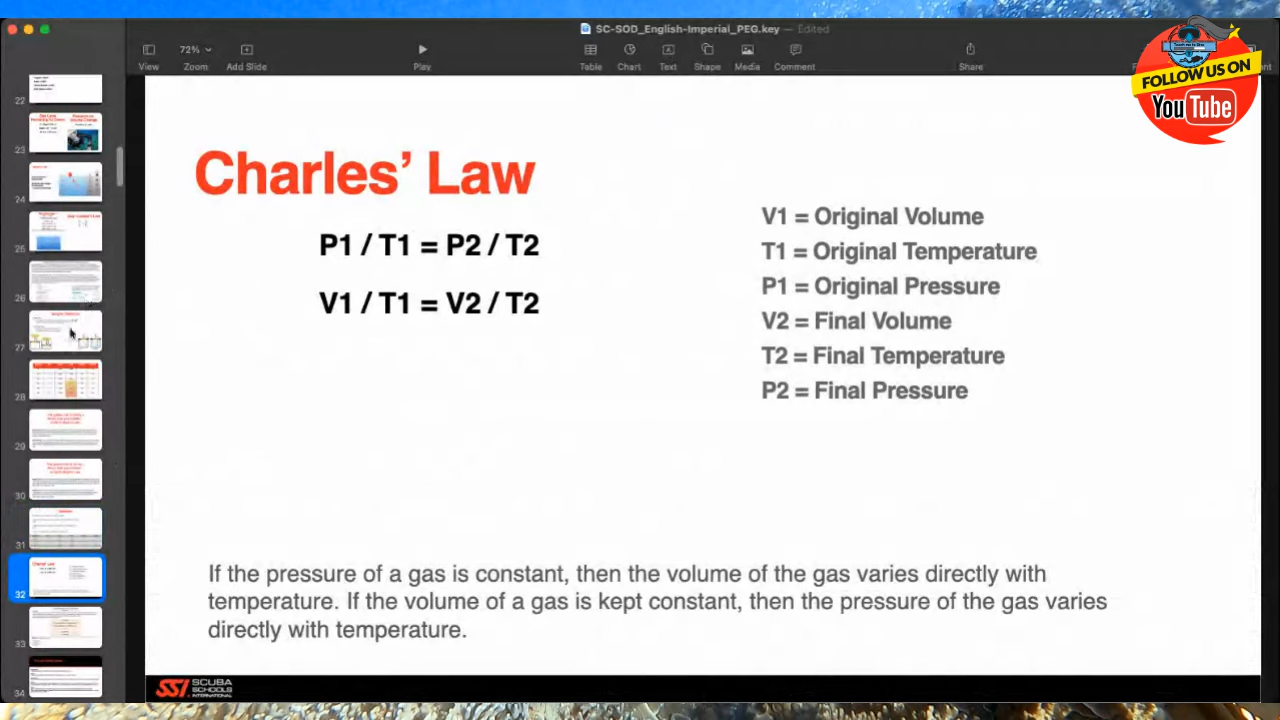 SC-SOD_English-Imperial_PEG.key — Edited
72%
View Zoom Add Slide Play Table Chart Text Shape Media Comment Share
FOLLOW US ON
YouTube
22
23
24
26
26
27
28
29
30
31
32
33
Charles' Law
P1 / T1 = P2 / T2
V1 / T1 = V2 / T2
V1 = Original Volume
T1 = Original Temperature
P1 = Original Pressure
V2 = Final Volume
T2 = Final Temperature
P2 = Final Pressure
If the pressure of a gas is constant, then the volume of the gas varies directly with
temperature. If the volume of a gas is kept constant then the pressure of the gas varies
directly with temperature.
SSI SCUBA
SCHOOLS
INTERNATIONAL